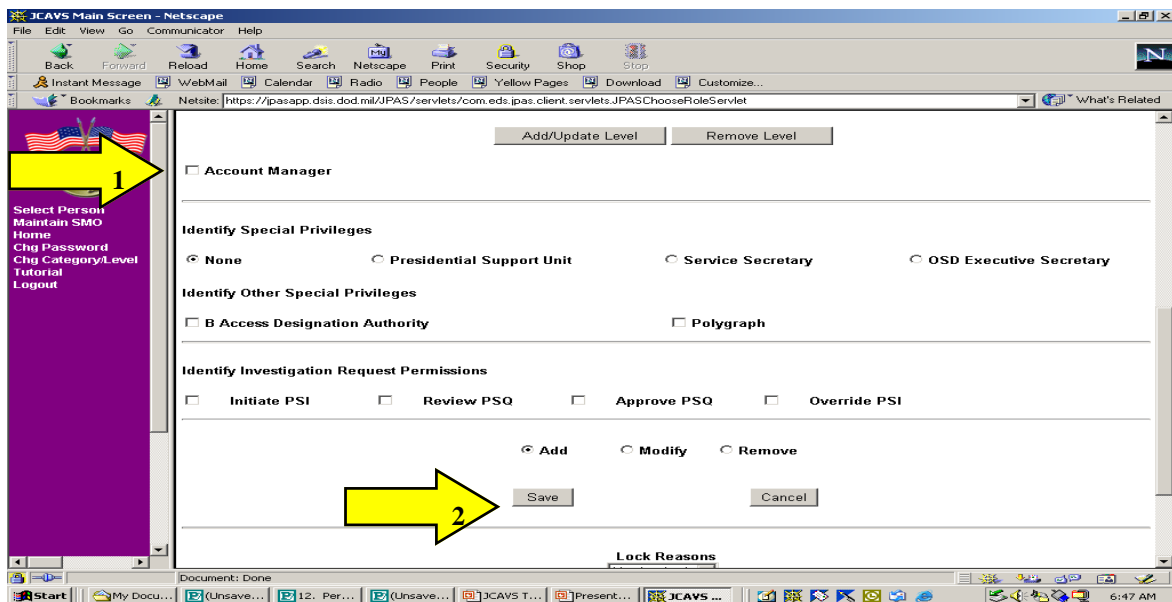 JCAVS Main Screen - Netscape
File Edit View Go Communicator Help
Back Forward Reload Home Search Netscape Print Security Shop Stop
My
N
Instant Message WebMail Calendar Radio People Yellow Pages Download Customize...
Bookmarks Netsite: https://jpasapp.dsis.dod.mil/JPAS/servlets/com.eds.jpas.client.servlets.JPASChooseRoleServlet What's Related
Add/Update Level Remove Level
1
Account Manager
Select Person
Maintain SMO
Home
Chg Password
Chg Category/Level
Tutorial
Logout
Identify Special Privileges
None Presidential Support Unit Service Secretary OSD Executive Secretary
Identify Other Special Privileges
B Access Designation Authority Polygraph
Identify Investigation Request Permissions
Initiate PSI Review PSQ Approve PSQ Override PSI
Add Modify Remove
2
Save Cancel
Lock Reasons
Document: Done
Start My Docu... (Unsave... 12. Per... (Unsave... JCAVS T... Present... JCAVS ... 6:47 AM